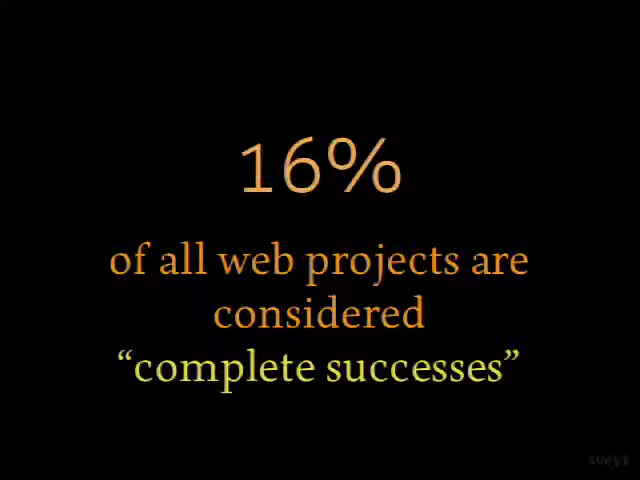 16%
of all web projects are
considered
“complete successes”